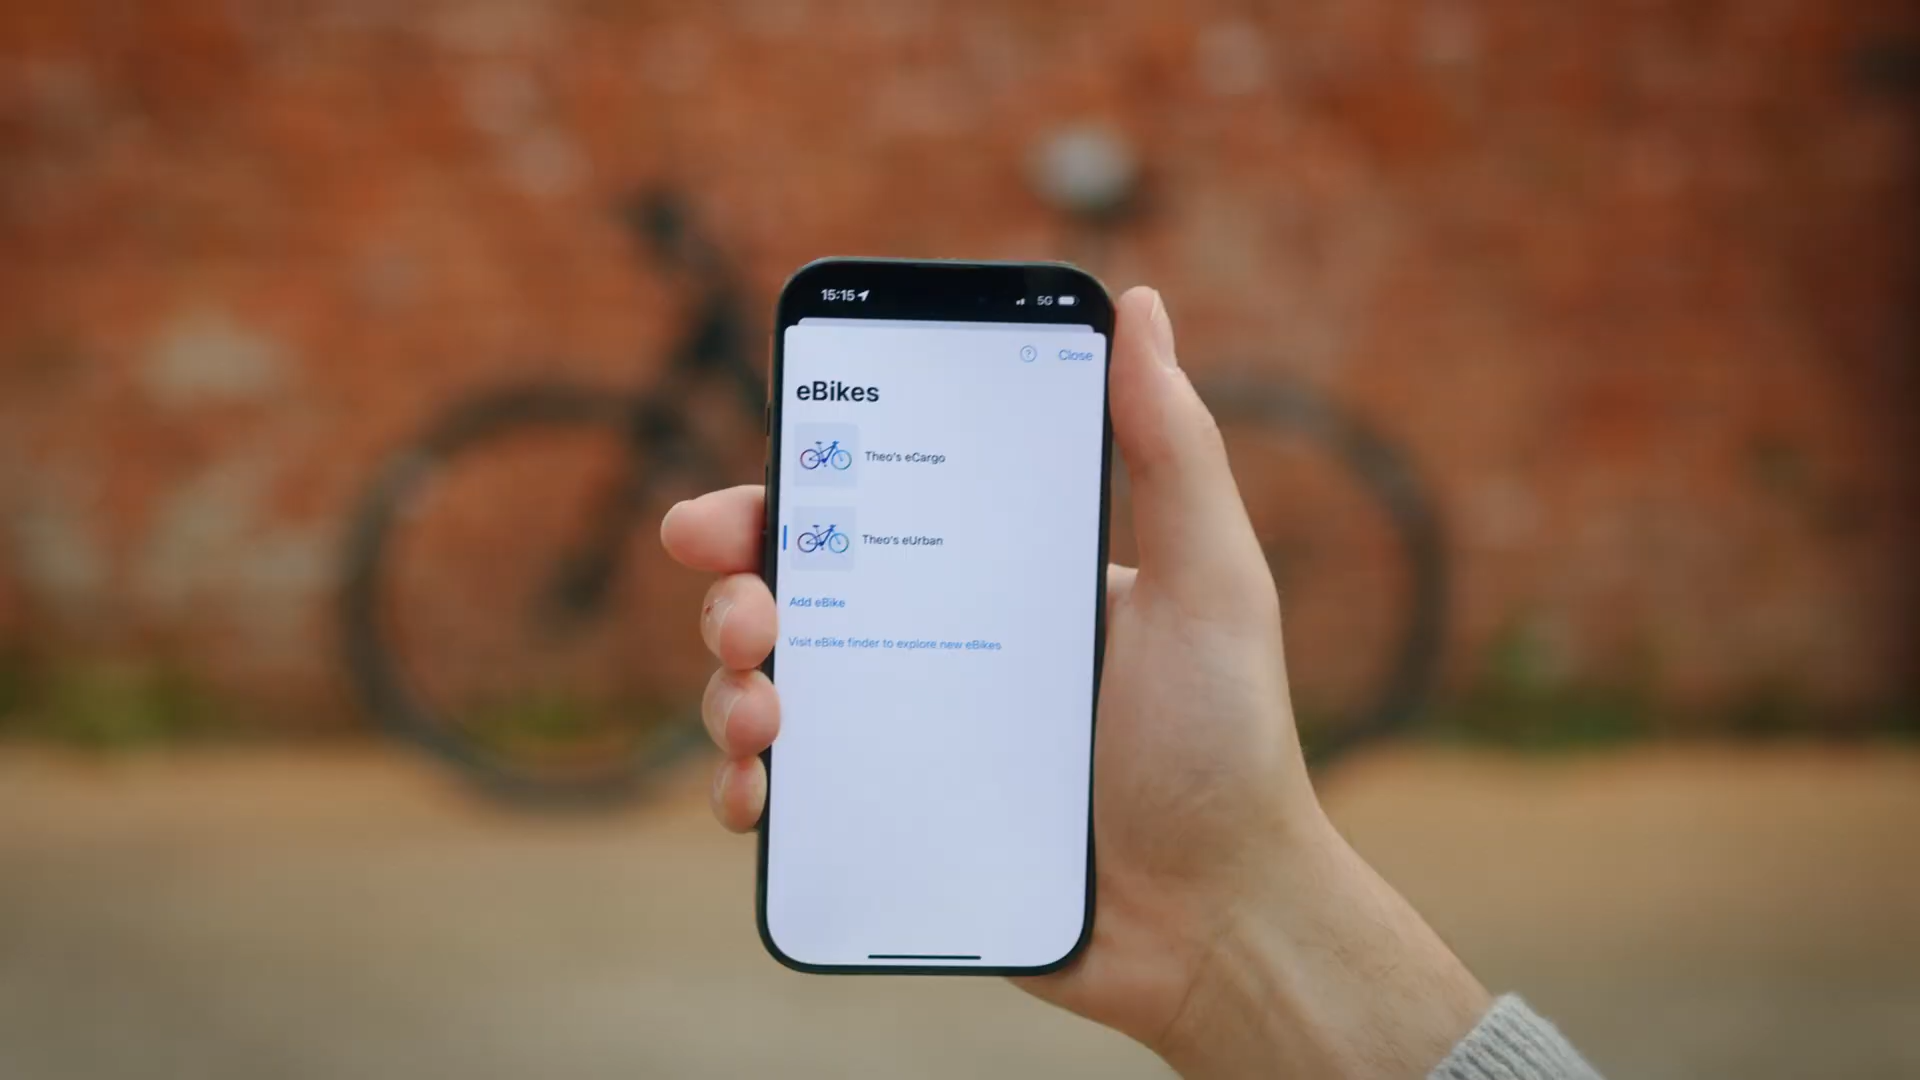 15:15
5G
Close
eBikes
Theo's eCargo
Theo's eUrban
Add eBike
Visit eBike finder to explore new eBikes